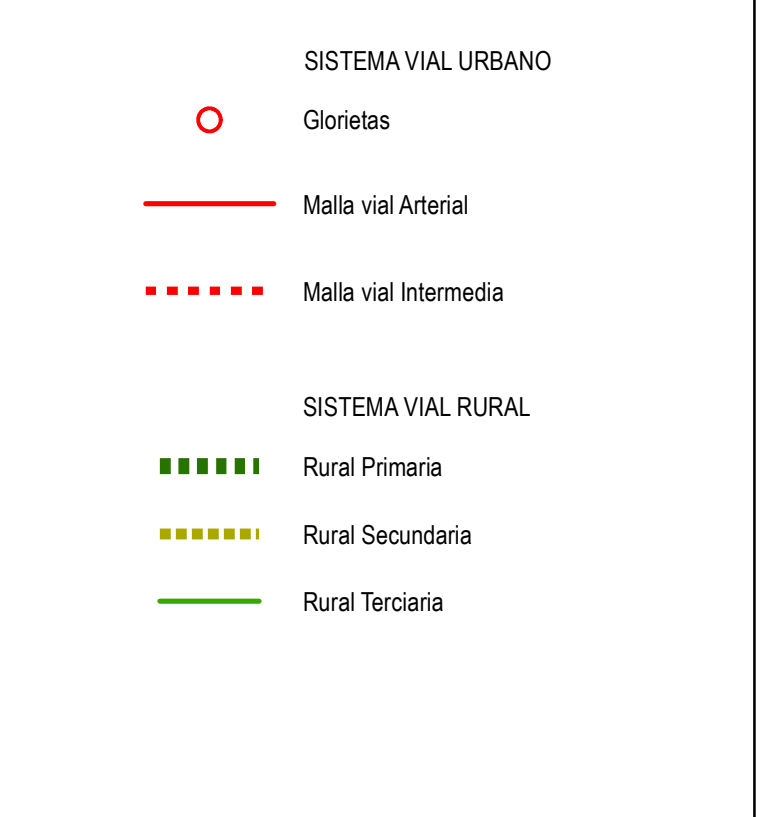 SISTEMA VIAL URBANO
Glorietas
Malla vial Arterial
Malla vial Intermedia
SISTEMA VIAL RURAL
Rural Primaria
Rural Secundaria
Rural Terciaria